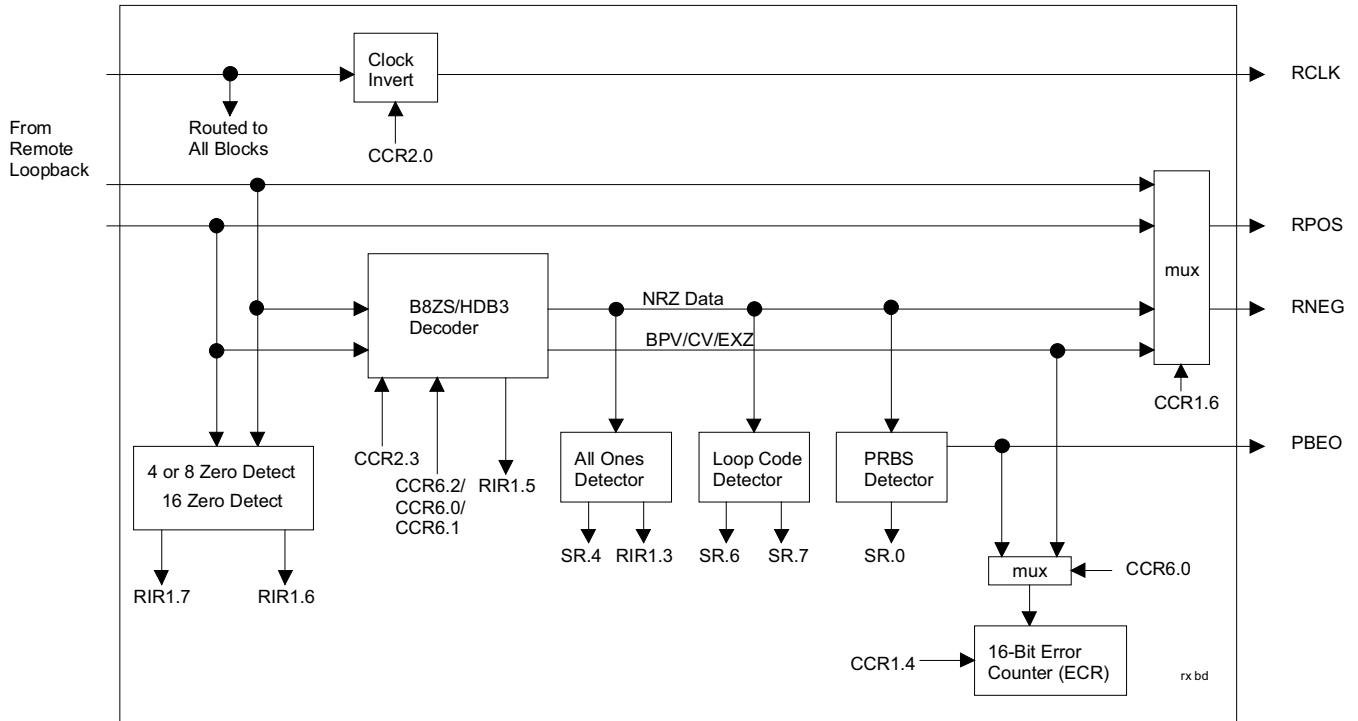 Clock
Invert
RCLK
Routed to
All Blocks
From
Remote
Loopback
CCR2.0
RPOS
mux
B8ZS/HDB3
Decoder
NRZ Data
RNEG
BPV/CV/EXZ
CCR1.6
4 or 8 Zero Detect
16 Zero Detect
CCR2.3
CCR6.2/
CCR6.0/
CCR6.1
RIR1.5
All Ones
Detector
Loop Code
Detector
PRBS
Detector
PBEO
SR.4
RIR1.3
SR.6
SR.7
SR.0
RIR1.7
RIR1.6
mux
CCR6.0
CCR1.4
16-Bit Error
Counter (ECR)
rx bd